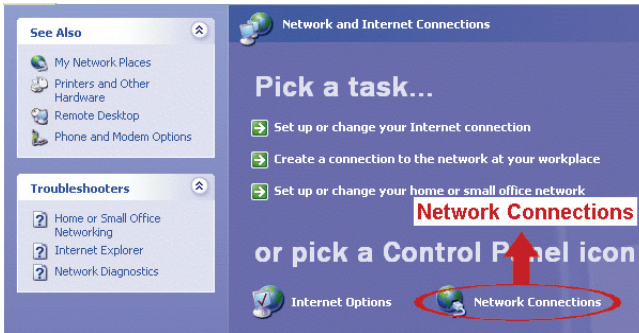 See Also
My Network Places
Printers and Other
Hardware
Remote Desktop
Phone and Modem Options
Troubleshooters
Home or Small Office
Networking
Internet Explorer
Network Diagnostics
Network and Internet Connections
Pick a task...
Set up or change your Internet connection
Create a connection to the network at your workplace
Set up or change your home or small office network
Network Connections
or pick a Control Panel icon
Internet Options
Network Connections